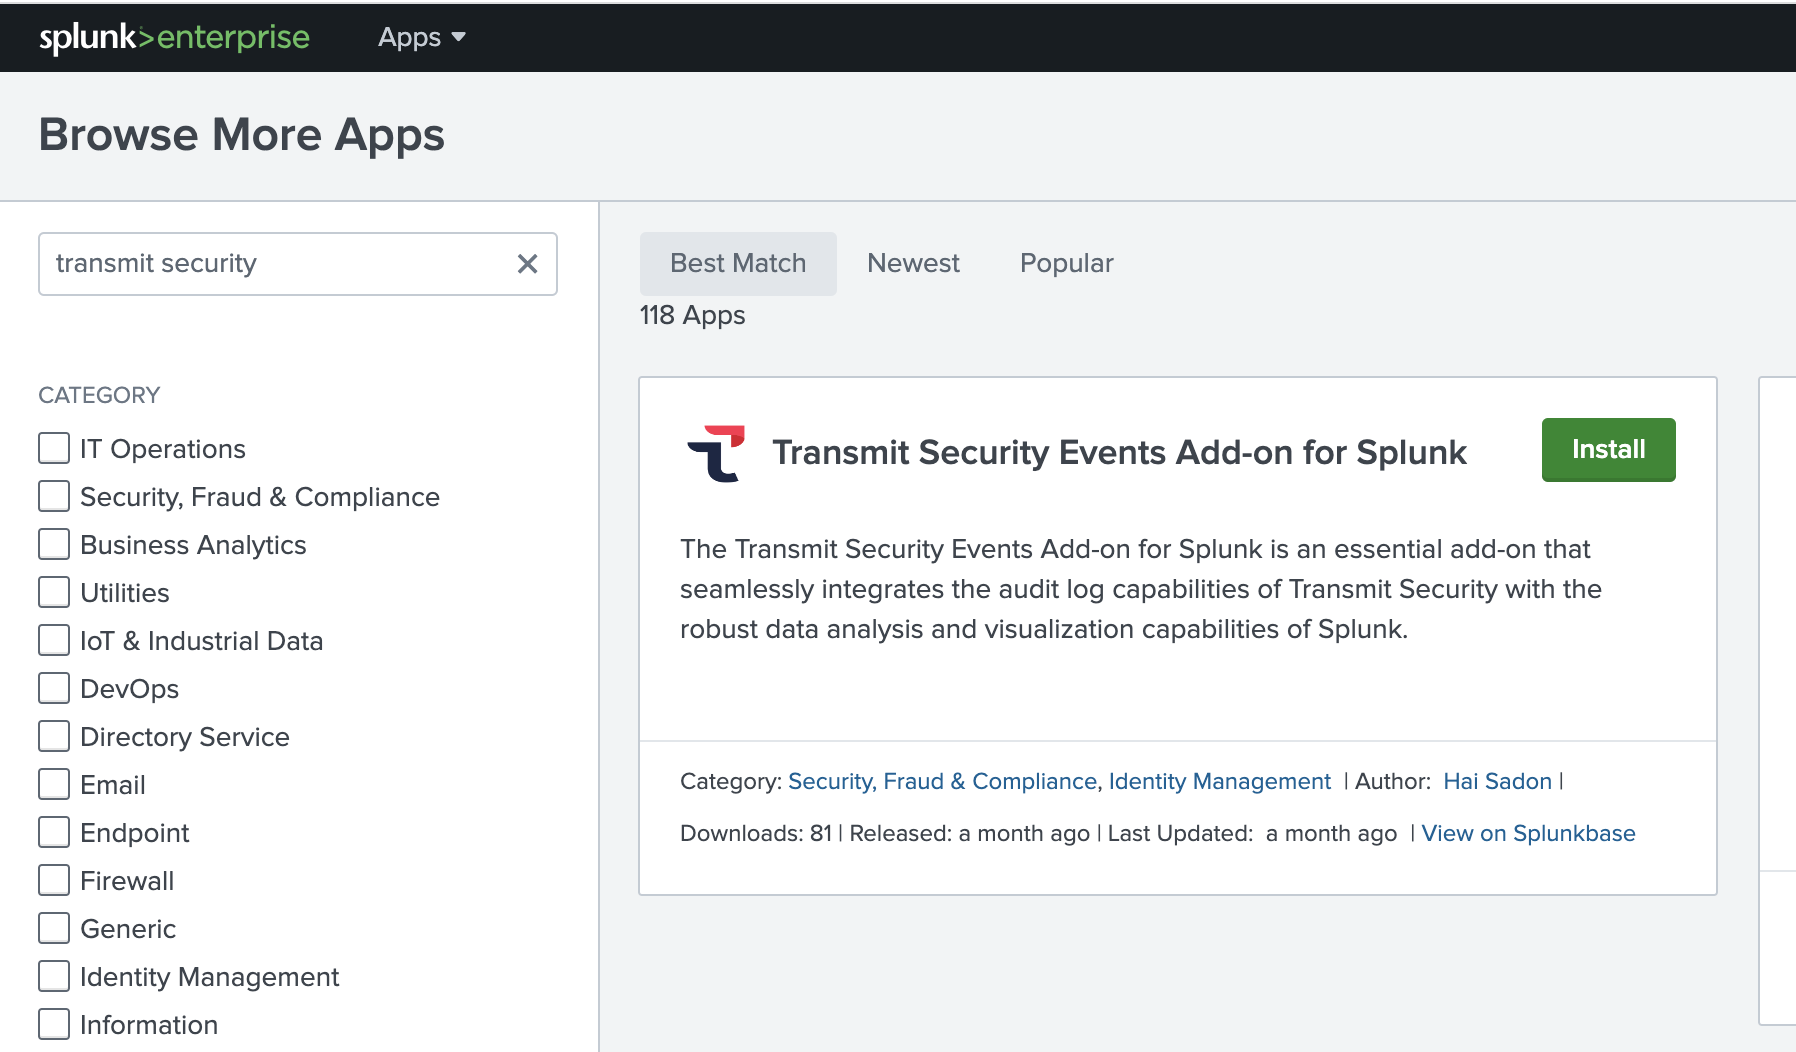 splunk>enterprise Apps
Browse More Apps
transmit security
Best Match Newest Popular
118 Apps
CATEGORY
IT Operations
Security, Fraud & Compliance
Business Analytics
Utilities
IoT & Industrial Data
DevOps
Directory Service
Email
Endpoint
Firewall
Generic
Identity Management
Information
Transmit Security Events Add-on for Splunk
Install
The Transmit Security Events Add-on for Splunk is an essential add-on that
seamlessly integrates the audit log capabilities of Transmit Security with the
robust data analysis and visualization capabilities of Splunk.
Category: Security, Fraud & Compliance, Identity Management | Author: Hai Sadon |
Downloads: 81 | Released: a month ago | Last Updated: a month ago | View on Splunkbase